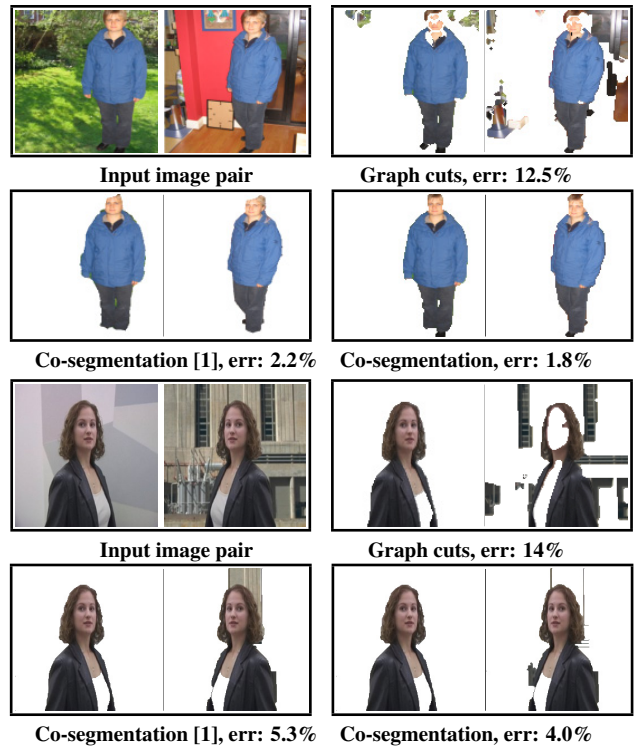 Input image pair
Graph cuts, err: 12.5%
Co-segmentation [1], err: 2.2%
Co-segmentation, err: 1.8%
Input image pair
Graph cuts, err: 14%
Co-segmentation [1], err: 5.3%
Co-segmentation, err: 4.0%